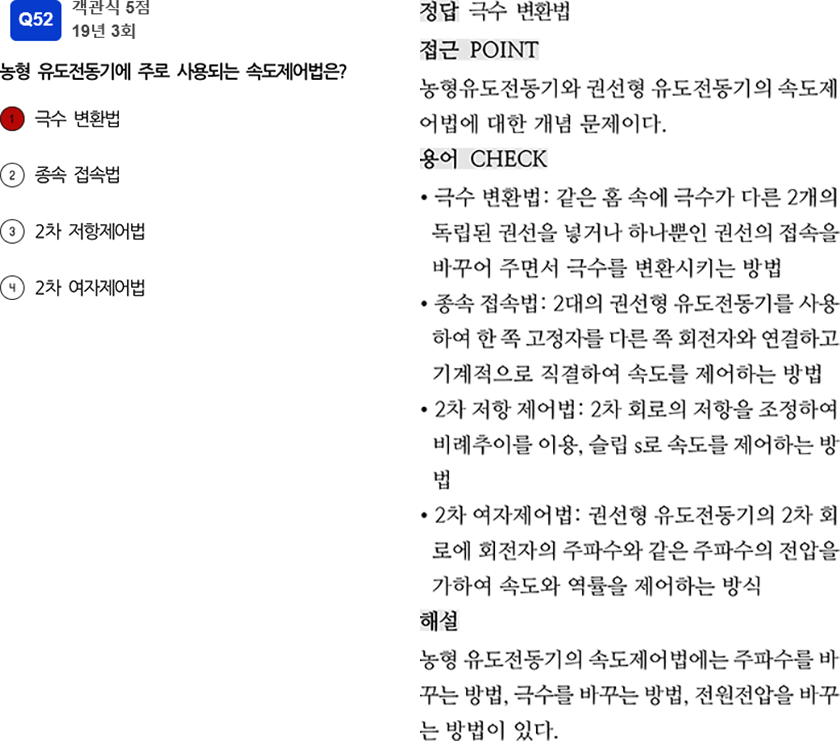 Q52
객관식 5점
19년 3회
농형 유도전동기에 주로 사용되는 속도제어법은?
1 극수 변환법
2 종속 접속법
3 2차 저항제어법
4 2차 여자제어법
정답 극수 변환법
접근 POINT
농형유도전동기와 권선형 유도전동기의 속도제
어법에 대한 개념 문제이다.
용어 CHECK
• 극수 변환법: 같은 홈 속에 극수가 다른 2개의
독립된 권선을 넣거나 하나뿐인 권선의 접속을
바꾸어 주면서 극수를 변환시키는 방법
• 종속 접속법: 2대의 권선형 유도전동기를 사용
하여 한 쪽 고정자를 다른 쪽 회전자와 연결하고
기계적으로 직결하여 속도를 제어하는 방법
• 2차 저항 제어법: 2차 회로의 저항을 조정하여
비례추이를 이용, 슬립 s로 속도를 제어하는 방
법
• 2차 여자제어법: 권선형 유도전동기의 2차 회
로에 회전자의 주파수와 같은 주파수의 전압을
가하여 속도와 역률을 제어하는 방식
해설
농형 유도전동기의 속도제어법에는 주파수를 바
꾸는 방법, 극수를 바꾸는 방법, 전원전압을 바꾸
는 방법이 있다.